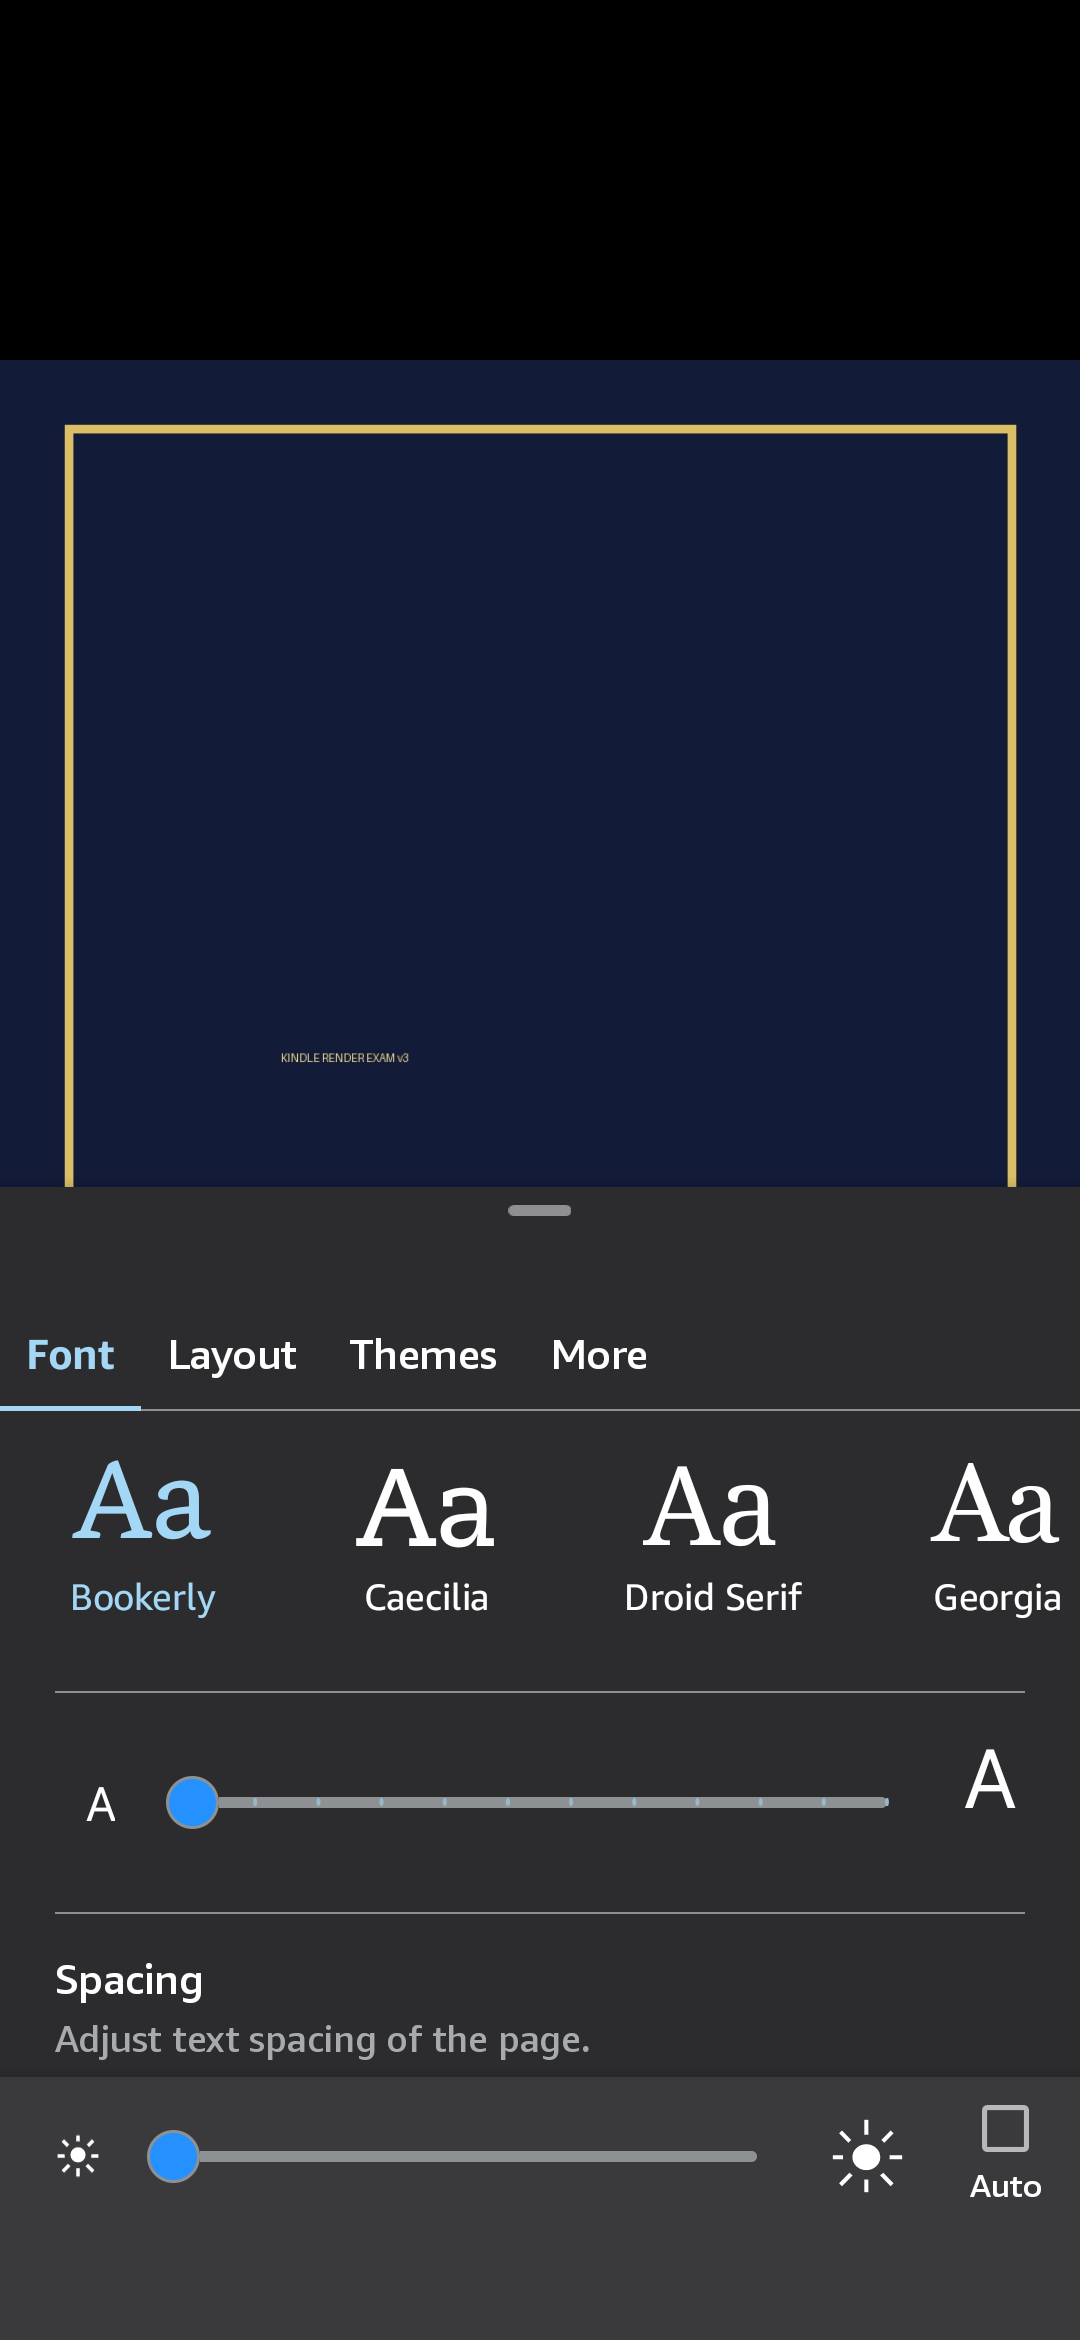 KINDLE RENDER EXAM v3
Font Layout Themes More
Aa Aa Aa Aa
Bookerly Caecilia Droid Serif Georgia
A A
Spacing
Adjust text spacing of the page.
Auto